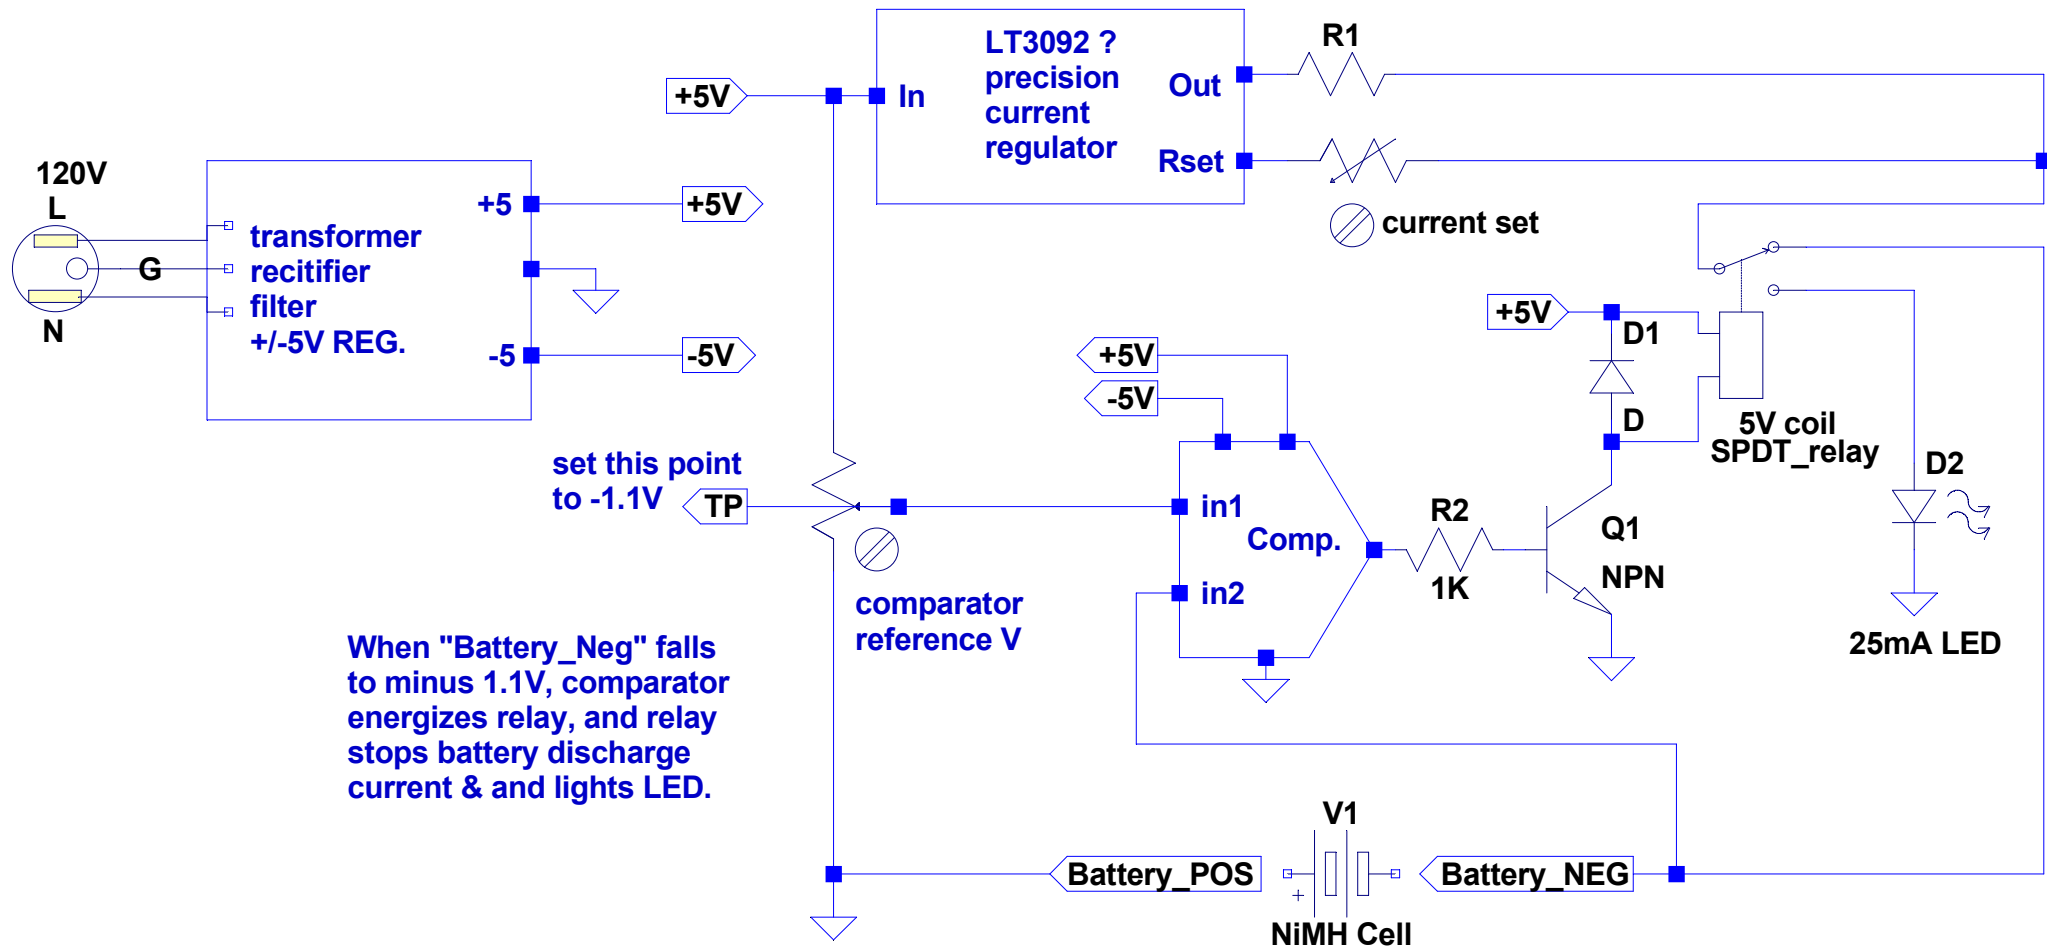 LT3092 ?
precision
current
regulator
In
Out
Rset
R1
+5V
current set
120V
L
G
N
transformer
recitifier
filter
+/-5V REG.
+5
-5
+5V
-5V
+5V
D1
D
5V coil
SPDT_relay
D2
25mA LED
+5V
-5V
set this point
to -1.1V
TP
in1
in2
Comp.
R2
1K
Q1
NPN
comparator
reference V
When "Battery_Neg" falls
to minus 1.1V, comparator
energizes relay, and relay
stops battery discharge
current & and lights LED.
V1
Battery_POS
+
Battery_NEG
NiMH Cell